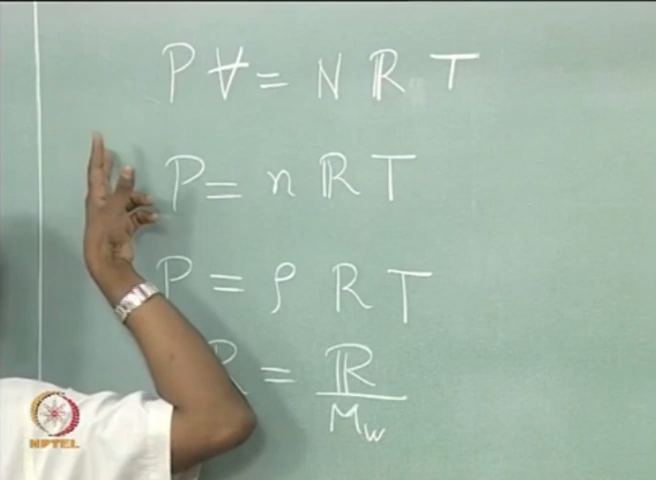 P V = N ℝ T
P = n ℝ T
P = ρ R T
R = ℝ / M_w
NPTEL